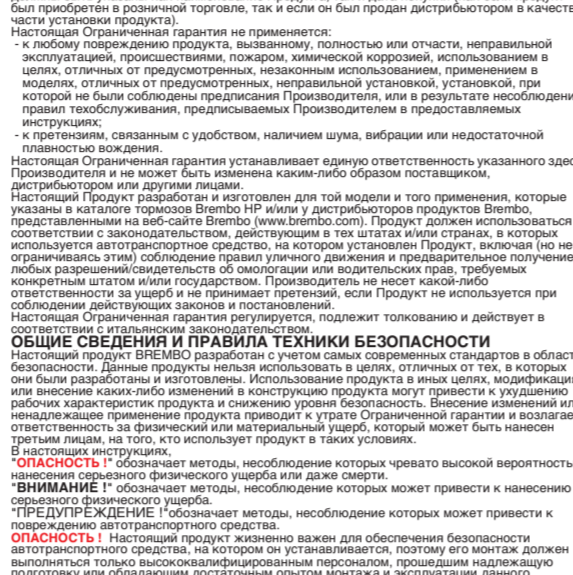 был приобретен в розничной торговле, так и если он был продан дистрибьютором в качеств
части установки продукта).
Настоящая Ограниченная гарантия не применяется:
- к любому повреждению продукта, вызванному, полностью или отчасти, неправильной
эксплуатацией, происшествиями, пожаром, химической коррозией, использованием в
целях, отличных от предусмотренных, незаконным использованием, применением в
моделях, отличных от предусмотренных, неправильной установкой, установкой, при
которой не были соблюдены предписания Производителя, или в результате несоблюдени
правил техобслуживания, предписываемых Производителем в предоставляемых
инструкциях;
- к претензиям, связанным с удобством, наличием шума, вибрации или недостаточной
плавностью вождения.
Настоящая Ограниченная гарантия устанавливает единую ответственность указанного здес
Производителя и не может быть изменена каким-либо образом поставщиком,
дистрибьютором или другими лицами.
Настоящий Продукт разработан и изготовлен для той модели и того применения, которые
указаны в каталоге тормозов Brembo HP и/или у дистрибьюторов продуктов Brembo,
представленными на веб-сайте Brembo (www.brembo.com). Продукт должен использоваться
соответствии с законодательством, действующим в тех штатах и/или странах, в которых
используется автотранспортное средство, на котором установлен Продукт, включая (но не
ограничиваясь этим) соблюдение правил уличного движения и предварительное получение
любых разрешений/свидетельств об омологации или водительских прав, требуемых
конкретным штатом и/или государством. Производитель не несет какой-либо
ответственности за ущерб и не принимает претензий, если Продукт не используется при
соблюдении действующих законов и постановлений.
Настоящая Ограниченная гарантия регулируется, подлежит толкованию и действует в
соответствии с итальянским законодательством.
ОБЩИЕ СВЕДЕНИЯ И ПРАВИЛА ТЕХНИКИ БЕЗОПАСНОСТИ
Настоящий продукт BREMBO разработан с учетом самых современных стандартов в област
безопасности. Данные продукты нельзя использовать в целях, отличных от тех, в которых
они были разработаны и изготовлены. Использование продукта в иных целях, модификация
или внесение каких-либо изменений в конструкцию продукта могут привести к ухудшению
рабочих характеристик продукта и снижению уровня безопасности. Внесение изменений ил
ненадлежащее применение продукта приводит к утрате Ограниченной гарантии и возлагае
ответственность за физический или материальный ущерб, который может быть нанесен
третьим лицам, на того, кто использует продукт в таких условиях.
В настоящих инструкциях,
"ОПАСНОСТЬ !" обозначает методы, несоблюдение которых чревато высокой вероятность
нанесения серьезного физического ущерба или даже смерти.
"ВНИМАНИЕ !" обозначает методы, несоблюдение которых может привести к нанесению
серьезного физического ущерба.
"ПРЕДУПРЕЖДЕНИЕ !"обозначает методы, несоблюдение которых может привести к
повреждению автотранспортного средства.
ОПАСНОСТЬ ! Настоящий продукт жизненно важен для обеспечения безопасности
автотранспортного средства, на котором он устанавливается, поэтому его монтаж должен
выполняться только высококвалифицированным персоналом, прошедшим надлежащую
подготовку или обладающим достаточным опытом монтажа и эксплуатации данного